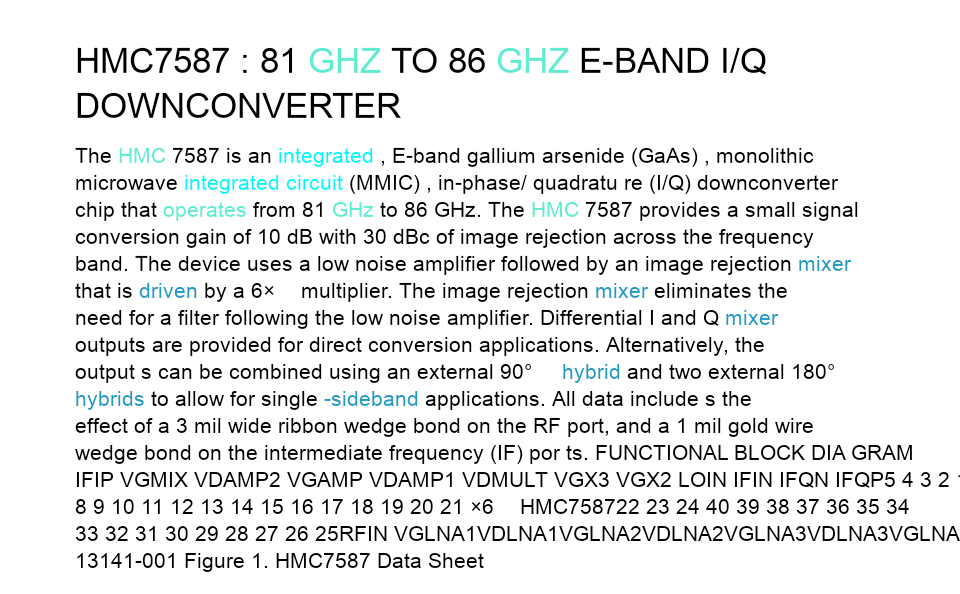 HMC7587 : 81 GHZ TO 86 GHZ E-BAND I/Q
DOWNCONVERTER
The HMC 7587 is an integrated , E-band gallium arsenide (GaAs) , monolithic
microwave integrated circuit (MMIC) , in-phase/ quadratu re (I/Q) downconverter
chip that operates from 81 GHz to 86 GHz. The HMC 7587 provides a small signal
conversion gain of 10 dB with 30 dBc of image rejection across the frequency
band. The device uses a low noise amplifier followed by an image rejection mixer
that is driven by a 6× multiplier. The image rejection mixer eliminates the
need for a filter following the low noise amplifier. Differential I and Q mixer
outputs are provided for direct conversion applications. Alternatively, the
output s can be combined using an external 90° hybrid and two external 180°
hybrids to allow for single -sideband applications. All data include s the
effect of a 3 mil wide ribbon wedge bond on the RF port, and a 1 mil gold wire
wedge bond on the intermediate frequency (IF) por ts. FUNCTIONAL BLOCK DIA GRAM
IFIP VGMIX VDAMP2 VGAMP VDAMP1 VDMULT VGX3 VGX2 LOIN IFIN IFQN IFQP5 4 3 2
8 9 10 11 12 13 14 15 16 17 18 19 20 21 ×6 HMC758722 23 24 40 39 38 37 36 35 34
33 32 31 30 29 28 27 26 25RFIN VGLNA1VDLNA1VGLNA2VDLNA2VGLNA3VDLNA3VGLNA
13141-001 Figure 1. HMC7587 Data Sheet